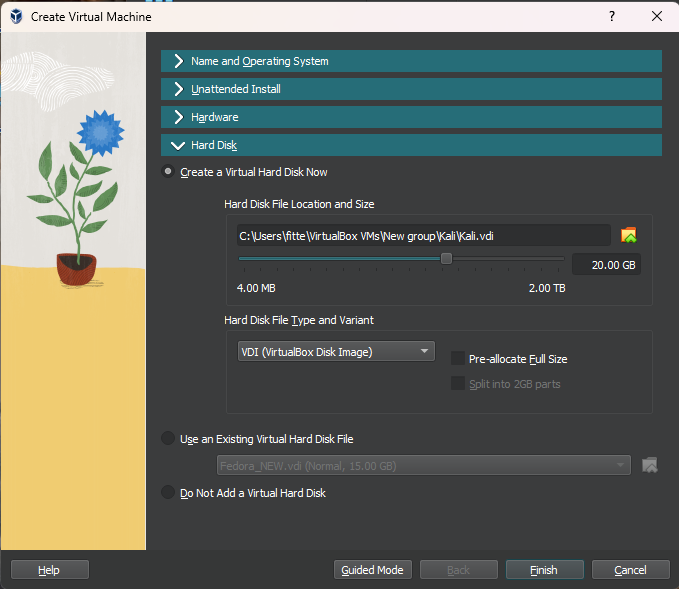 Create Virtual Machine ?
Name and Operating System
Unattended Install
Hardware
Hard Disk
Create a Virtual Hard Disk Now
Hard Disk File Location and Size
C:\Users\fitte\VirtualBox VMs\New group\Kali\Kali.vdi
20.00 GB
4.00 MB 2.00 TB
Hard Disk File Type and Variant
VDI (VirtualBox Disk Image)
Pre-allocate Full Size
Split into 2GB parts
Use an Existing Virtual Hard Disk File
Fedora_NEW.vdi (Normal, 15.00 GB)
Do Not Add a Virtual Hard Disk
Help Guided Mode Back Finish Cancel